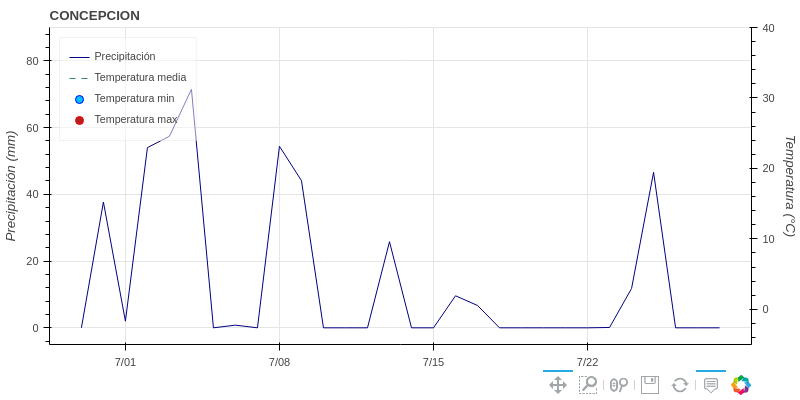 CONCEPCION
Precipitación
Temperatura media
Temperatura min
Temperatura max
80
60
40
20
0
Precipitación (mm)
40
30
20
10
0
Temperatura (°C)
7/01
7/08
7/15
7/22